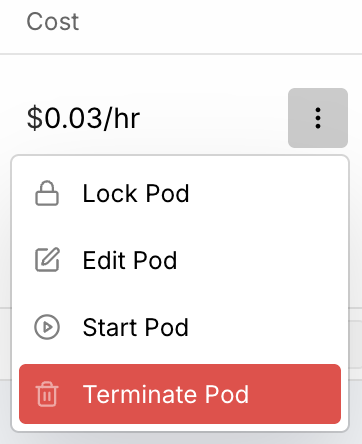 Cost
$0.03/hr
Lock Pod
Edit Pod
Start Pod
Terminate Pod